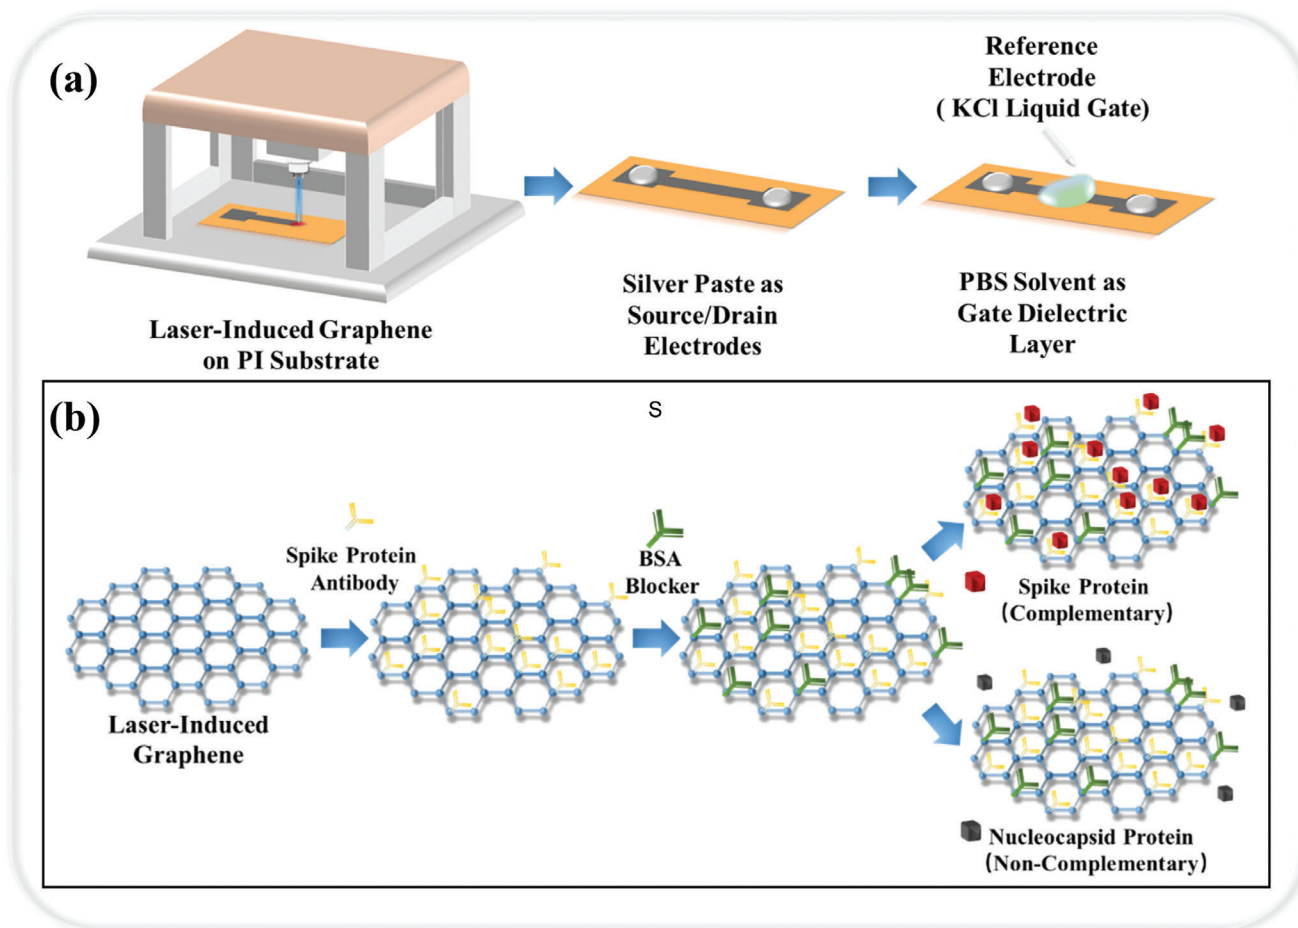 (a)
Reference
Electrode
( KCl Liquid Gate)
Laser-Induced Graphene
on PI Substrate
Silver Paste as
Source/Drain
Electrodes
PBS Solvent as
Gate Dielectric
Layer
(b)
S
Spike Protein
Antibody
BSA
Blocker
Laser-Induced
Graphene
Spike Protein
(Complementary)
Nucleocapsid Protein
(Non-Complementary)